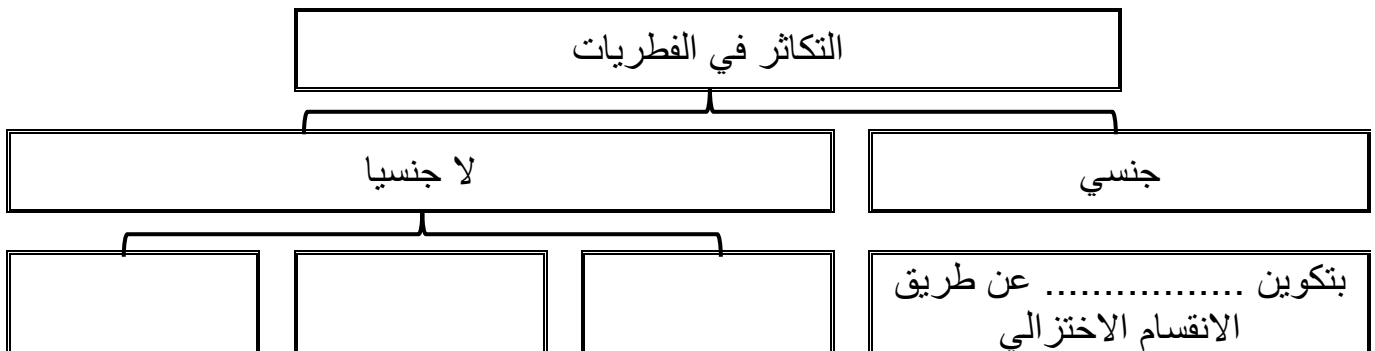 التكاثر في الفطريات
جنسي
لا جنسيا
بتكوين ................. عن طريق
الانقسام الاختزالي